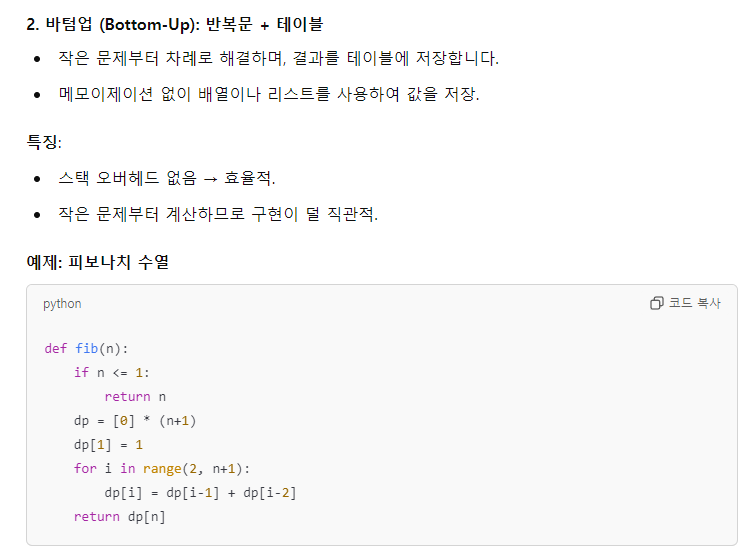 2. 바텀업 (Bottom-Up): 반복문 + 테이블
• 작은 문제부터 차례로 해결하며, 결과를 테이블에 저장합니다.
• 메모이제이션 없이 배열이나 리스트를 사용하여 값을 저장.
특징:
• 스택 오버헤드 없음 → 효율적.
• 작은 문제부터 계산하므로 구현이 덜 직관적.
예제: 피보나치 수열
python 코드 복사
def fib(n):
    if n <= 1:
        return n
    dp = [0] * (n+1)
    dp[1] = 1
    for i in range(2, n+1):
        dp[i] = dp[i-1] + dp[i-2]
    return dp[n]